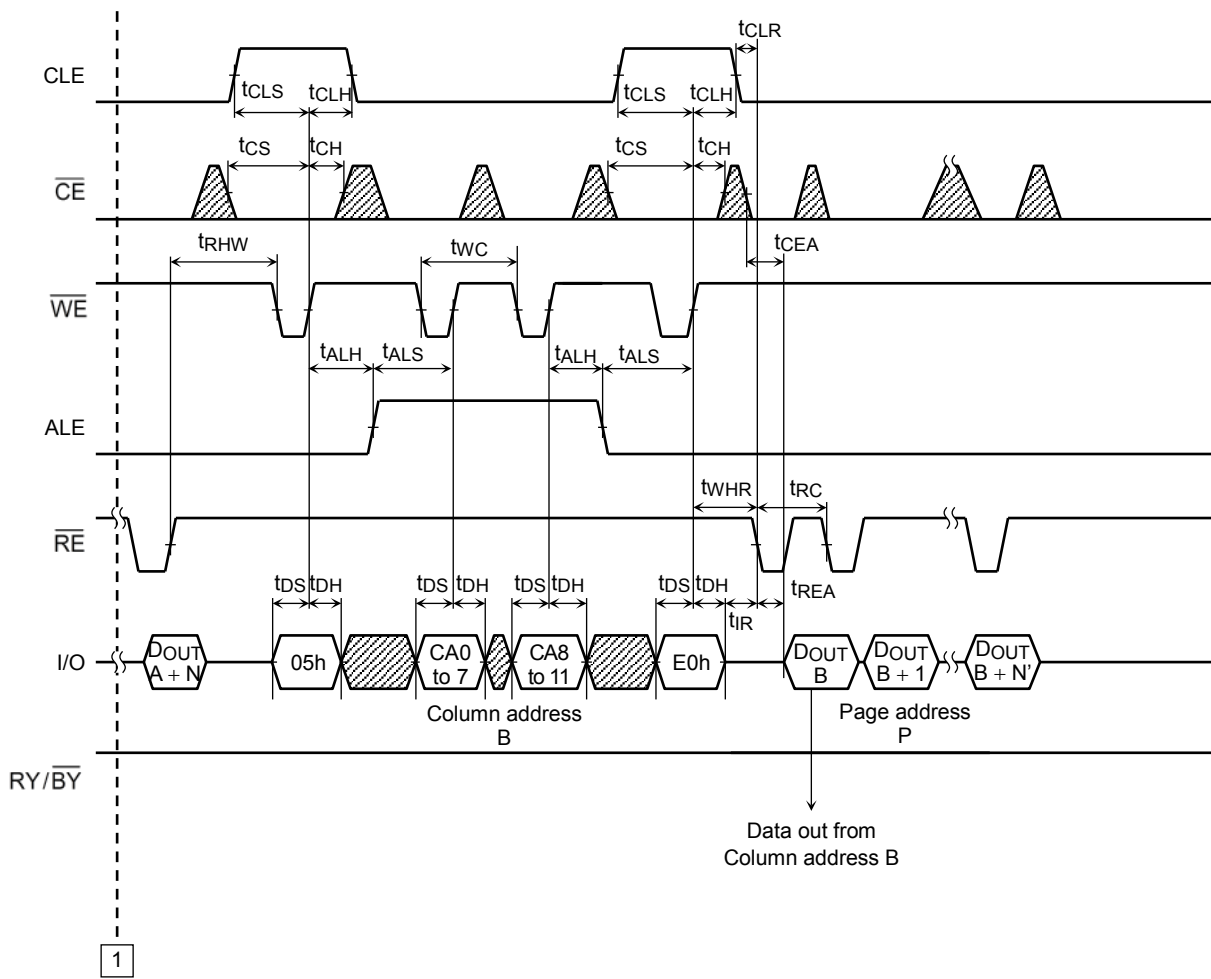 tCLR
CLE
tCLS
tCLH
tCLS
tCLH
tCS
tCH
tCS
tCH
CE
tRHW
tWC
tCEA
WE
tALH
tALS
tALH
tALS
ALE
tWHR
tRC
RE
tDS
tDH
tDS
tDH
tDS
tDH
tDS
tDH
tREA
tIR
I/O
DOUT
A + N
05h
CA0
to 7
CA8
to 11
E0h
DOUT
B
DOUT
B + 1
DOUT
B + N’
Column address
B
Page address
P
RY/BY
Data out from
Column address B
1